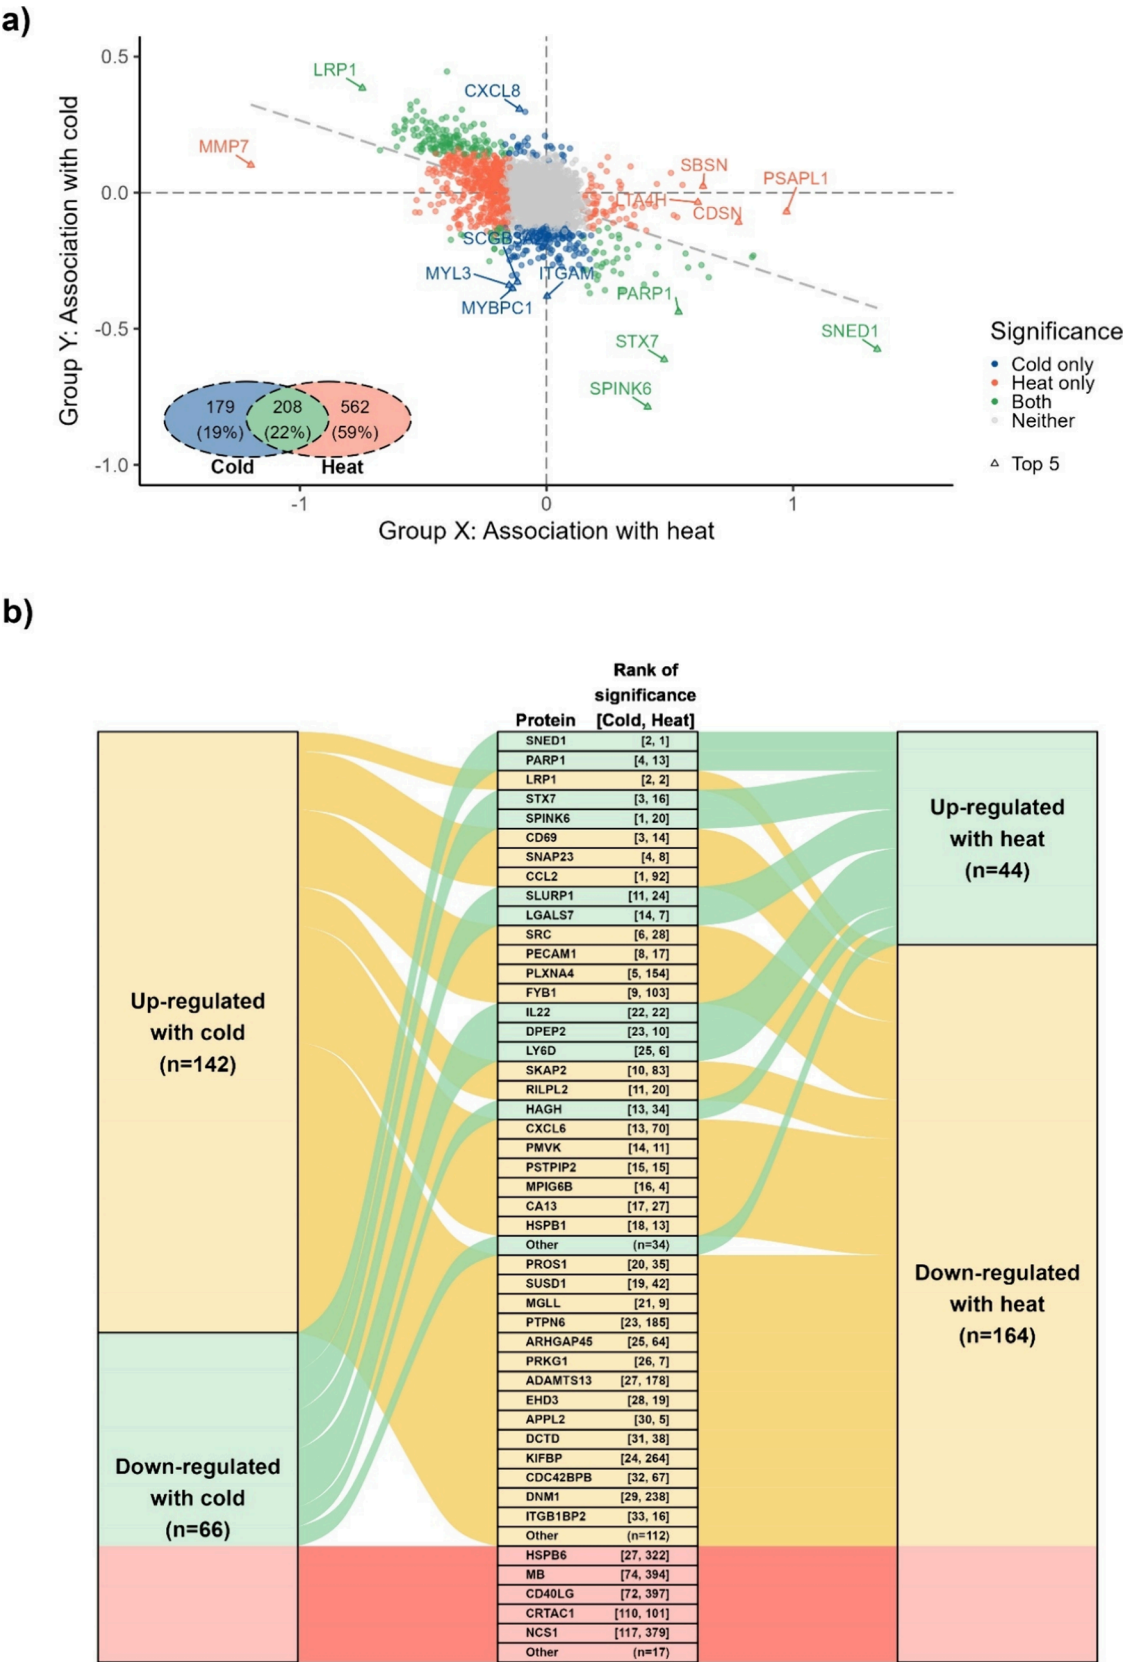 a)
0.5
0.0
-0.5
-1.0
Group Y: Association with cold
LRP1
CXCL8
MMP7
SBSN
PSAPL1
LTA4H
CDSN
MYL3
ITGAM
MYBPC1
PARP1
STX7
SNED1
SPINK6
179 208 562
(19%) (22%) (59%)
Cold Heat
-1 0 1
Group X: Association with heat
Significance
Cold only
Heat only
Both
Neither
Top 5
b)
Rank of
significance
Protein [Cold, Heat]
SNED1 [2, 1]
PARP1 [4, 13]
LRP1 [2, 2]
STX7 [3, 16]
SPINK6 [1, 20]
CD69 [3, 14]
SNAP23 [4, 8]
CCL2 [1, 92]
SLURP1 [11, 24]
LGALS7 [14, 7]
SRC [6, 28]
PECAM1 [8, 17]
PLXNA4 [5, 154]
FYB1 [9, 103]
IL22 [22, 22]
DPEP2 [23, 10]
LY6D [25, 6]
SKAP2 [10, 83]
RILPL2 [11, 20]
HAGH [13, 34]
CXCL6 [13, 70]
PMVK [14, 11]
PSTPIP2 [15, 15]
MPIG6B [16, 4]
CA13 [17, 27]
HSPB1 [18, 13]
Other (n=34)
PROS1 [20, 35]
SUSD1 [19, 42]
MGLL [21, 9]
PTPN6 [23, 185]
ARHGAP45 [25, 64]
PRKG1 [26, 7]
ADAMTS13 [27, 178]
EHD3 [28, 19]
APPL2 [30, 5]
DCTD [31, 38]
KIFBP [24, 264]
CDC42BPB [32, 67]
DNM1 [29, 238]
ITGB1BP2 [33, 16]
Other (n=112)
HSPB6 [27, 322]
MB [74, 394]
CD40LG [72, 397]
CRTAC1 [110, 101]
NCS1 [117, 379]
Other (n=17)
Up-regulated
with cold
(n=142)
Down-regulated
with cold
(n=66)
Up-regulated
with heat
(n=44)
Down-regulated
with heat
(n=164)